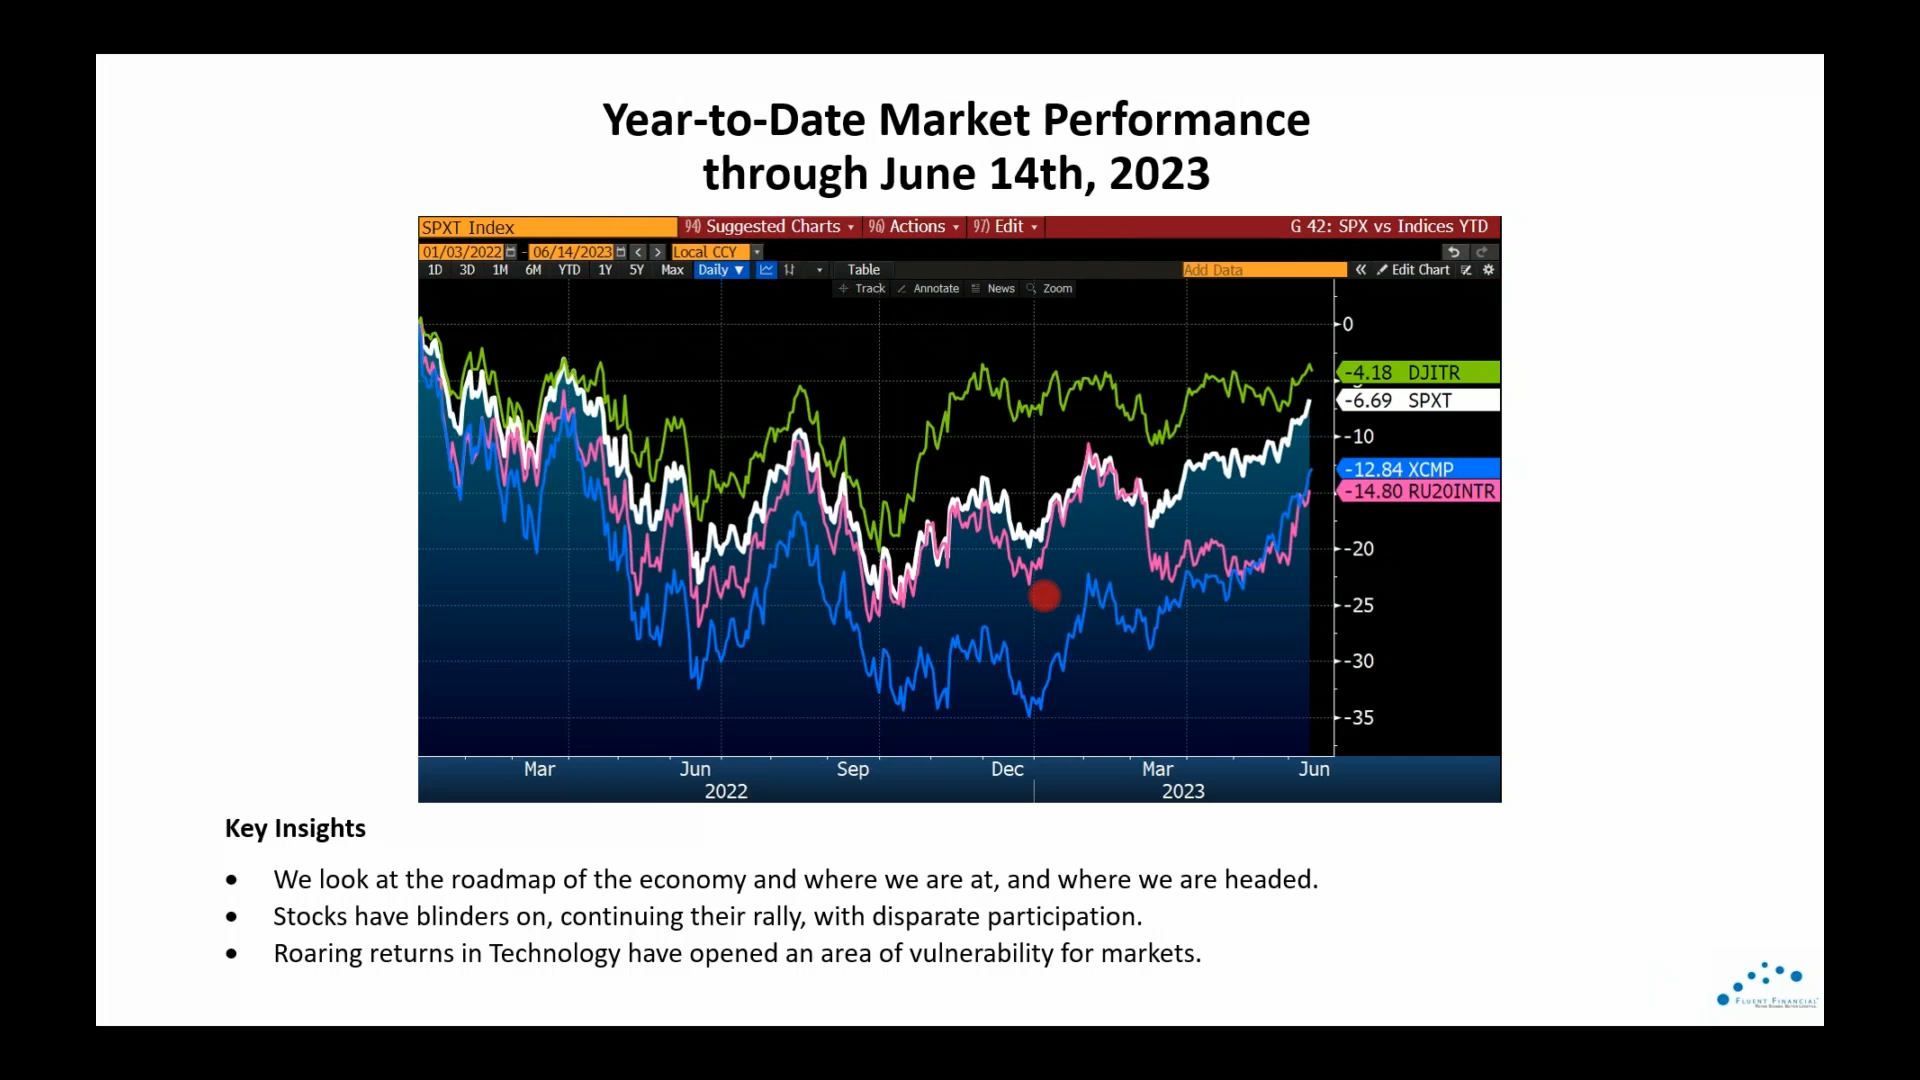 Year-to-Date Market Performance
through June 14th, 2023
SPXT Index 94) Suggested Charts 96) Actions 97) Edit G 42: SPX vs Indices YTD
01/03/2022 - 06/14/2023 < > Local CCY
1D 3D 1M 6M YTD 1Y 5Y Max Daily ▼ Table Add Data « Edit Chart
Track Annotate News Zoom
0
-4.18 DJITR
-6.69 SPXT
-10
-12.84 XCMP
-14.80 RU20INTR
-20
-25
-30
-35
Mar Jun Sep Dec Mar Jun
2022 2023
Key Insights
• We look at the roadmap of the economy and where we are at, and where we are headed.
• Stocks have blinders on, continuing their rally, with disparate participation.
• Roaring returns in Technology have opened an area of vulnerability for markets.
Fluent Financial